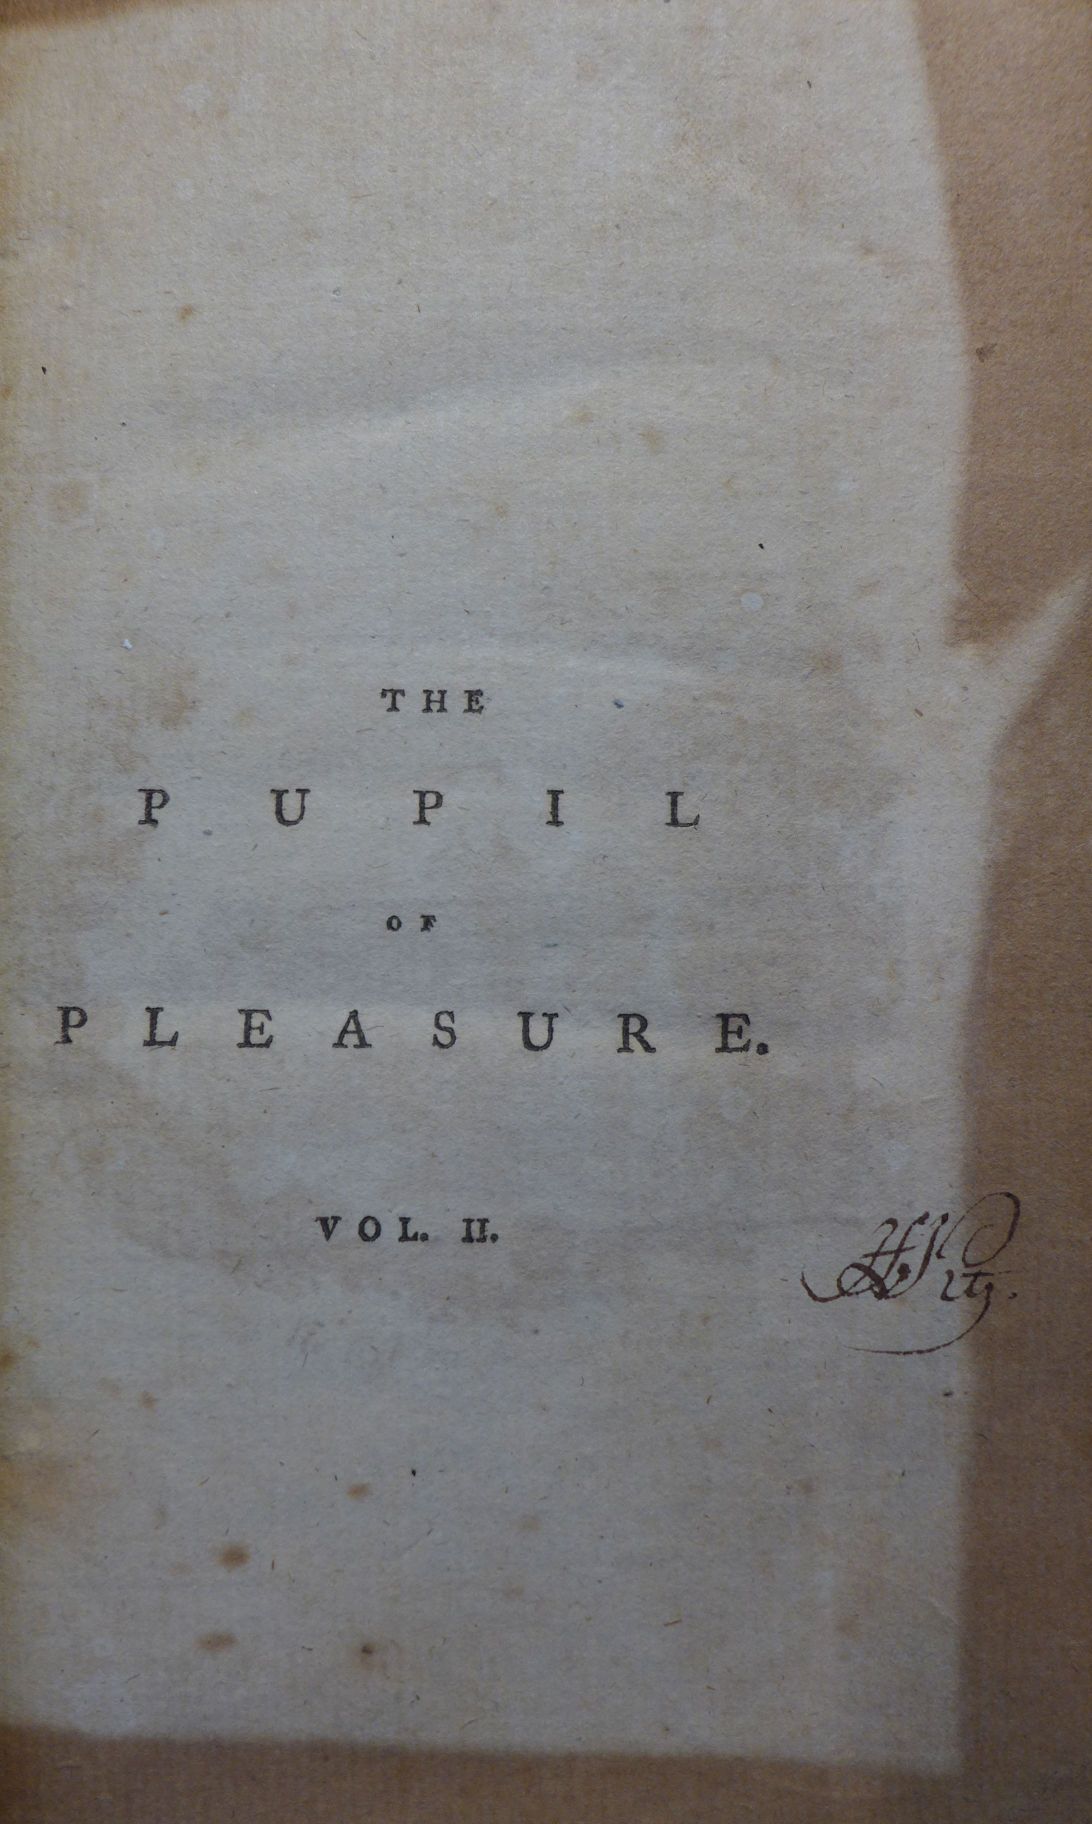 THE
PUPIL
OF
PLEASURE.
VOL. II.